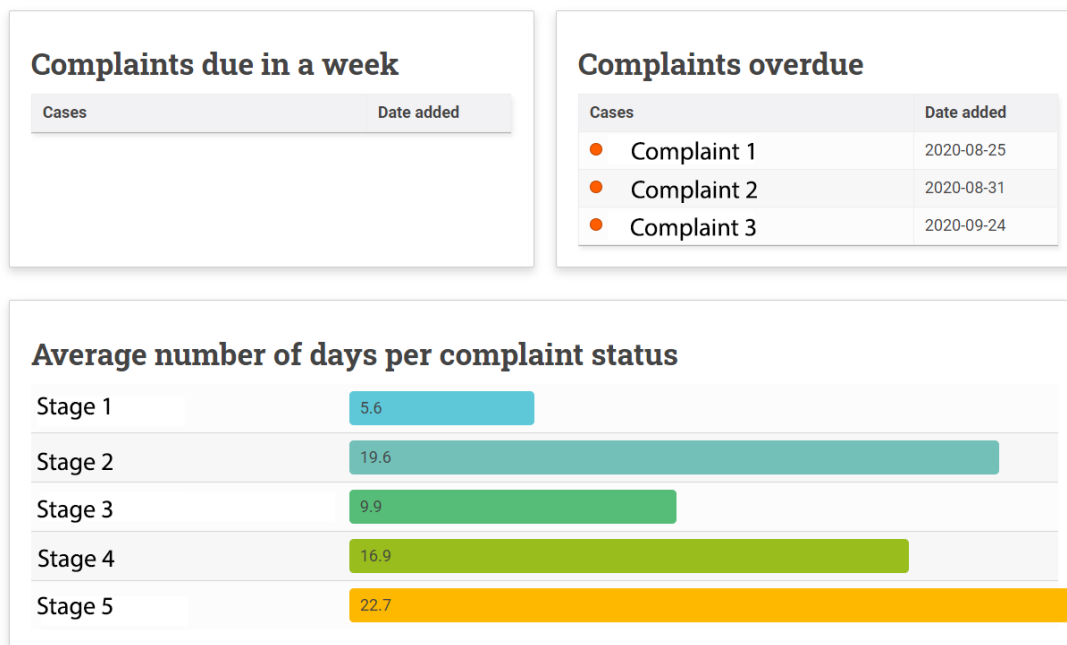 Complaints due in a week
Cases Date added
Complaints overdue
Cases Date added
Complaint 1 2020-08-25
Complaint 2 2020-08-31
Complaint 3 2020-09-24
Average number of days per complaint status
Stage 1 5.6
Stage 2 19.6
Stage 3 9.9
Stage 4 16.9
Stage 5 22.7